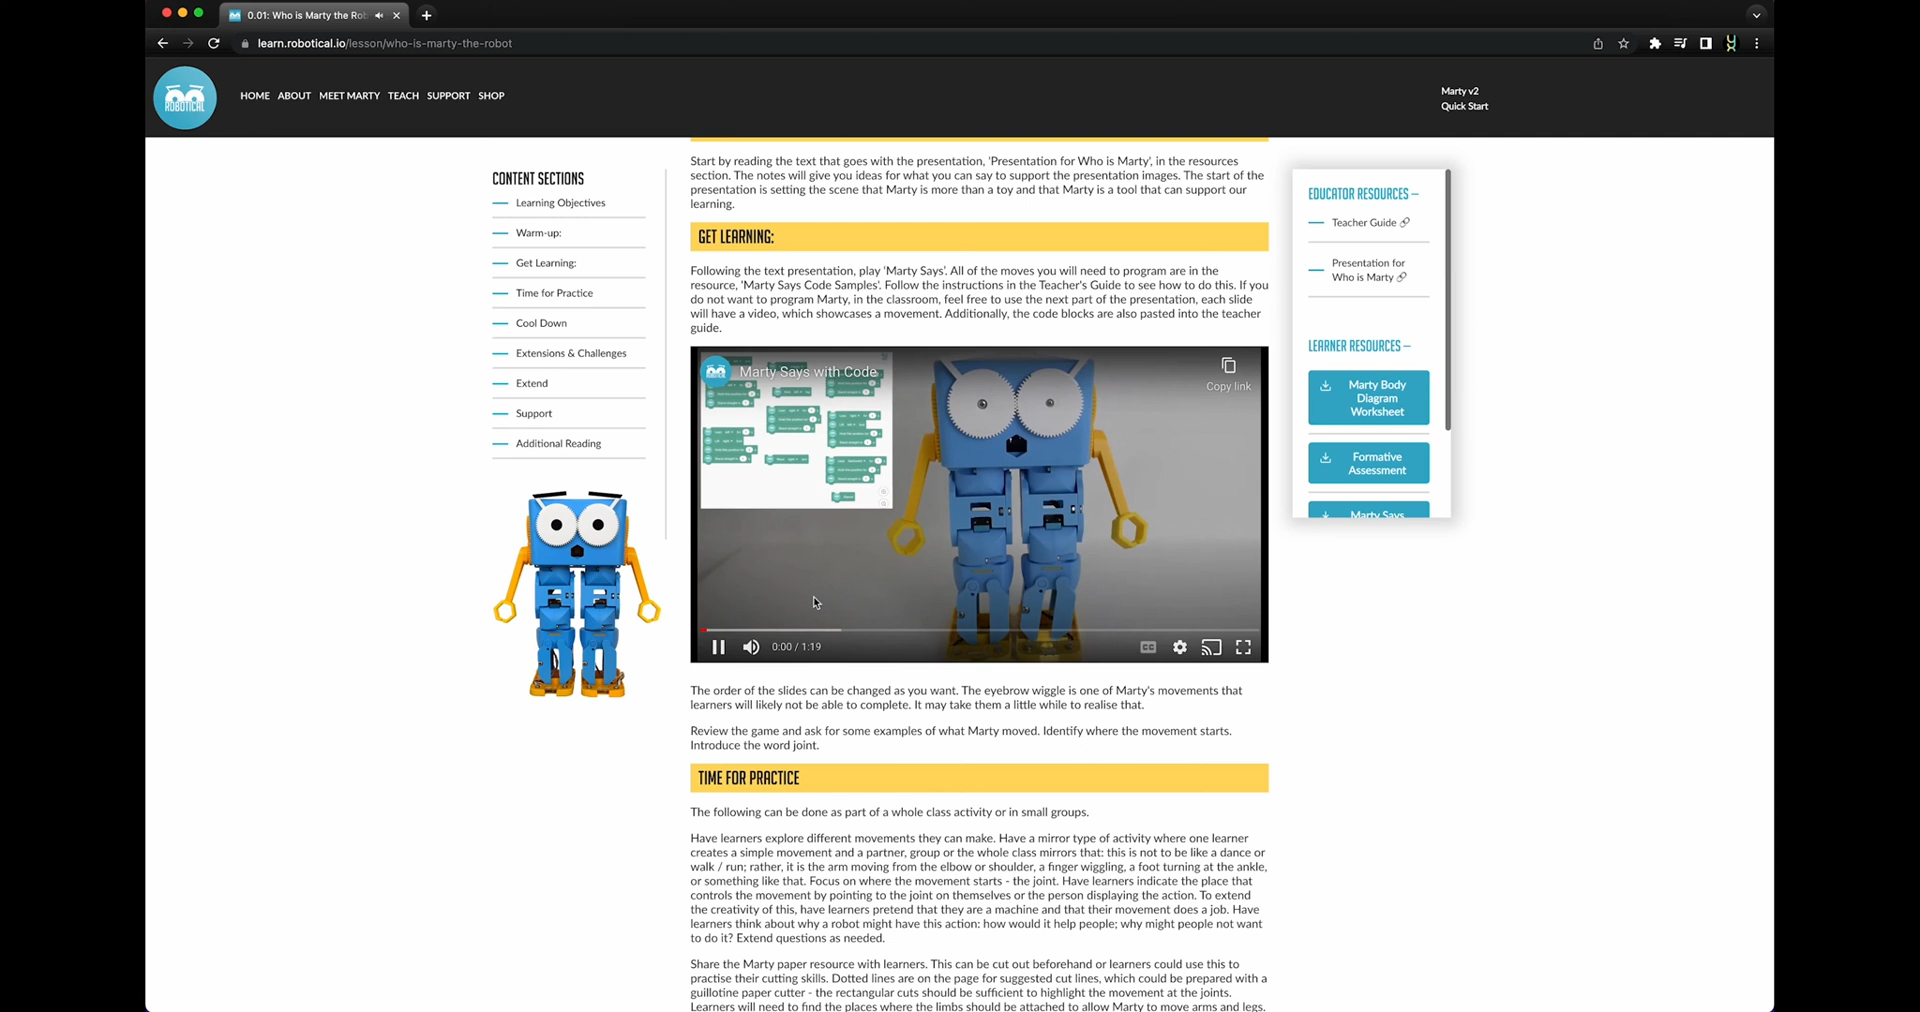 0.01: Who is Marty the Rob
learn.robotical.io/lesson/who-is-marty-the-robot
ROBOTICAL
HOME ABOUT MEET MARTY TEACH SUPPORT SHOP
Marty v2
Quick Start
CONTENT SECTIONS
Learning Objectives
Warm-up:
Get Learning:
Time for Practice
Cool Down
Extensions & Challenges
Extend
Support
Additional Reading
Start by reading the text that goes with the presentation, 'Presentation for Who is Marty', in the resources
section. The notes will give you ideas for what you can say to support the presentation images. The start of the
presentation is setting the scene that Marty is more than a toy and that Marty is a tool that can support our
learning.
GET LEARNING:
Following the text presentation, play 'Marty Says'. All of the moves you will need to program are in the
resource, 'Marty Says Code Samples'. Follow the instructions in the Teacher's Guide to see how to do this. If you
do not want to program Marty, in the classroom, feel free to use the next part of the presentation, each slide
will have a video, which showcases a movement. Additionally, the code blocks are also pasted into the teacher
guide.
Marty Says with Code
Copy link
0:00 / 1:19
CC
The order of the slides can be changed as you want. The eyebrow wiggle is one of Marty's movements that
learners will likely not be able to complete. It may take them a little while to realise that.
Review the game and ask for some examples of what Marty moved. Identify where the movement starts.
Introduce the word joint.
TIME FOR PRACTICE
The following can be done as part of a whole class activity or in small groups.
Have learners explore different movements they can make. Have a mirror type of activity where one learner
creates a simple movement and a partner, group or the whole class mirrors that: this is not to be like a dance or
walk / run; rather, it is the arm moving from the elbow or shoulder, a finger wiggling, a foot turning at the ankle,
or something like that. Focus on where the movement starts - the joint. Have learners indicate the place that
controls the movement by pointing to the joint on themselves or the person displaying the action. To extend
the creativity of this, have learners pretend that they are a machine and that their movement does a job. Have
learners think about why a robot might have this action: how would it help people; why might people not want
to do it? Extend questions as needed.
Share the Marty paper resource with learners. This can be cut out beforehand or learners could use this to
practise their cutting skills. Dotted lines are on the page for suggested cut lines, which could be prepared with a
guillotine paper cutter - the rectangular cuts should be sufficient to highlight the movement at the joints.
Learners will need to find the places where the limbs should be attached to allow Marty to move arms and legs.
EDUCATOR RESOURCES –
Teacher Guide
Presentation for
Who is Marty
LEARNER RESOURCES –
Marty Body
Diagram
Worksheet
Formative
Assessment
Marty Says